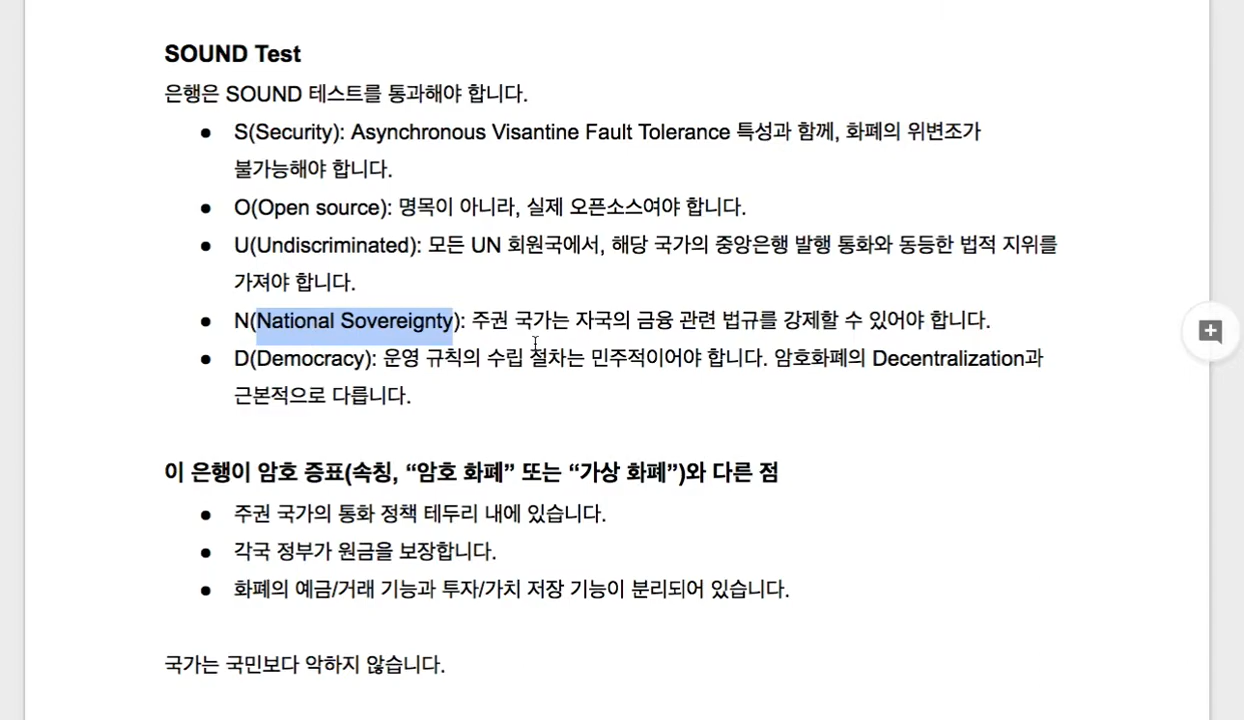 SOUND Test
은행은 SOUND 테스트를 통과해야 합니다.
● S(Security): Asynchronous Visantine Fault Tolerance 특성과 함께, 화폐의 위변조가
불가능해야 합니다.
● O(Open source): 명목이 아니라, 실제 오픈소스여야 합니다.
● U(Undiscriminated): 모든 UN 회원국에서, 해당 국가의 중앙은행 발행 통화와 동등한 법적 지위를
가져야 합니다.
● N(National Sovereignty): 주권 국가는 자국의 금융 관련 법규를 강제할 수 있어야 합니다.
● D(Democracy): 운영 규칙의 수립 절차는 민주적이어야 합니다. 암호화폐의 Decentralization과
근본적으로 다릅니다.
이 은행이 암호 증표(속칭, “암호 화폐” 또는 “가상 화폐”)와 다른 점
● 주권 국가의 통화 정책 테두리 내에 있습니다.
● 각국 정부가 원금을 보장합니다.
● 화폐의 예금/거래 기능과 투자/가치 저장 기능이 분리되어 있습니다.
국가는 국민보다 악하지 않습니다.